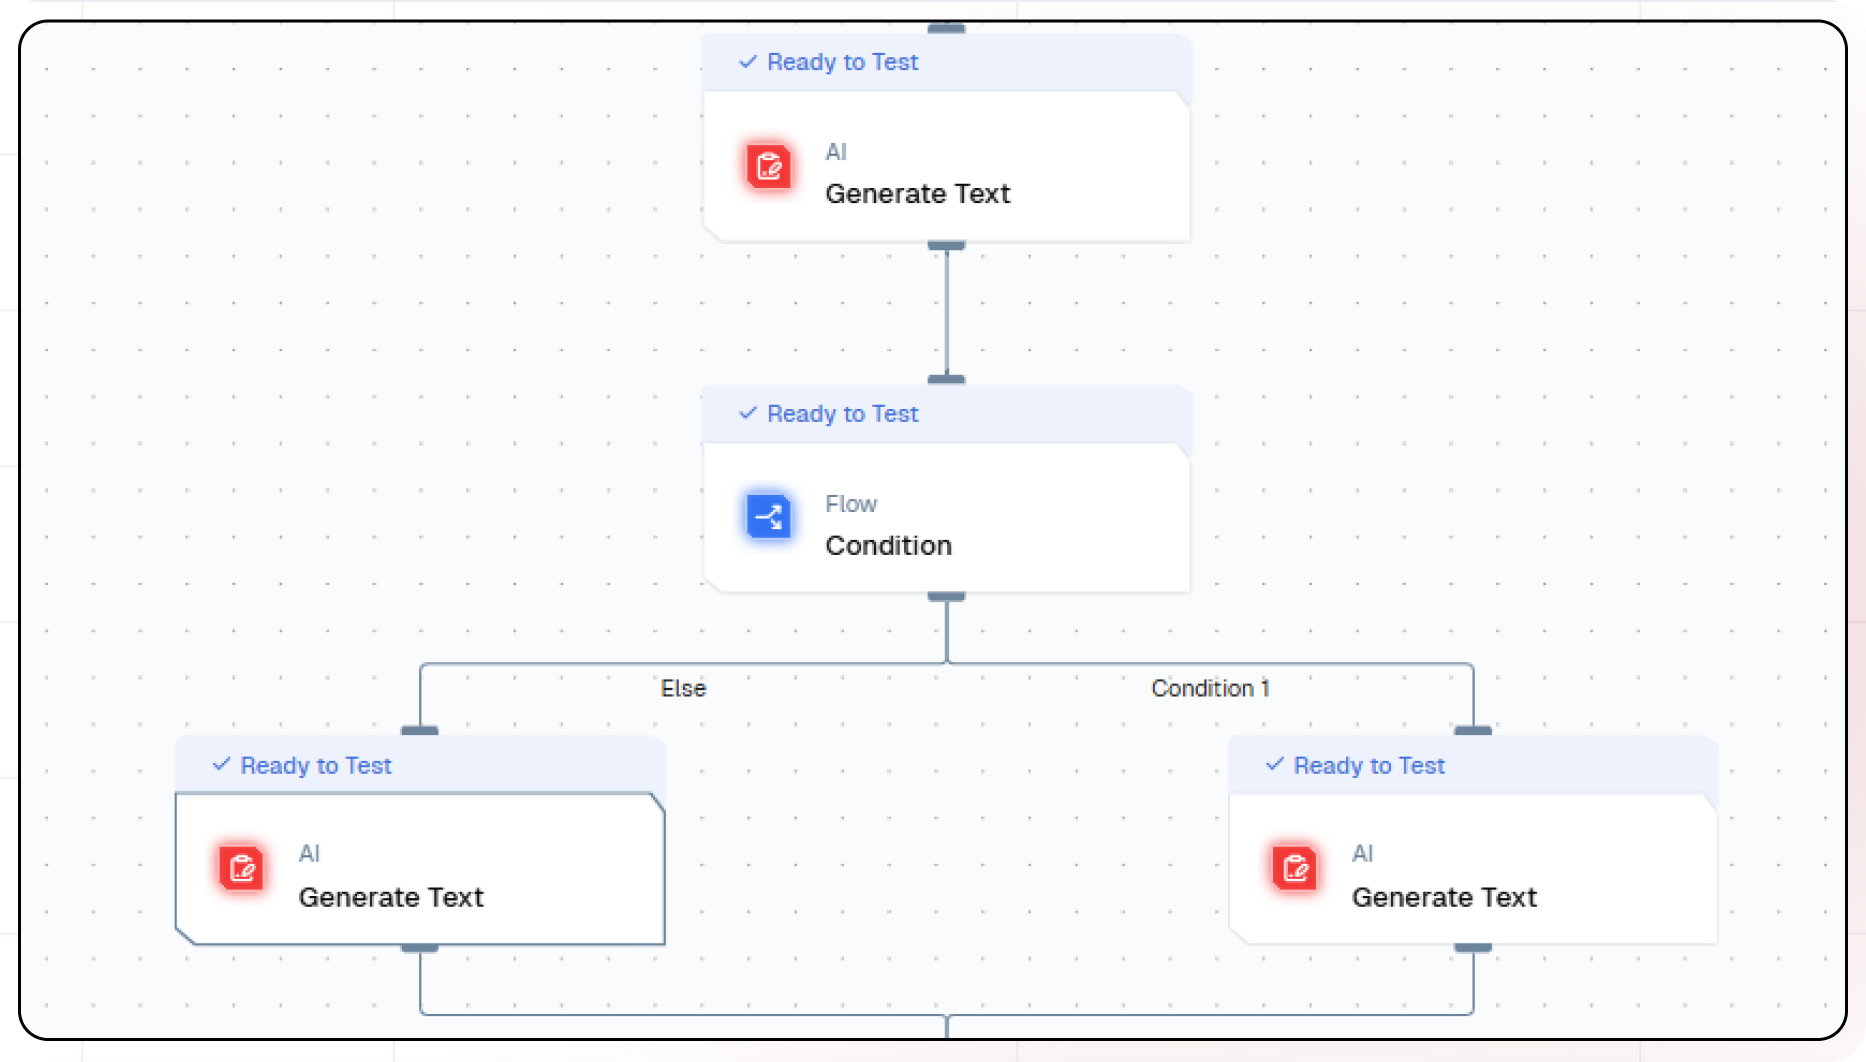 Ready to Test
AI
Generate Text
Ready to Test
Flow
Condition
Else
Condition 1
Ready to Test
AI
Generate Text
Ready to Test
AI
Generate Text